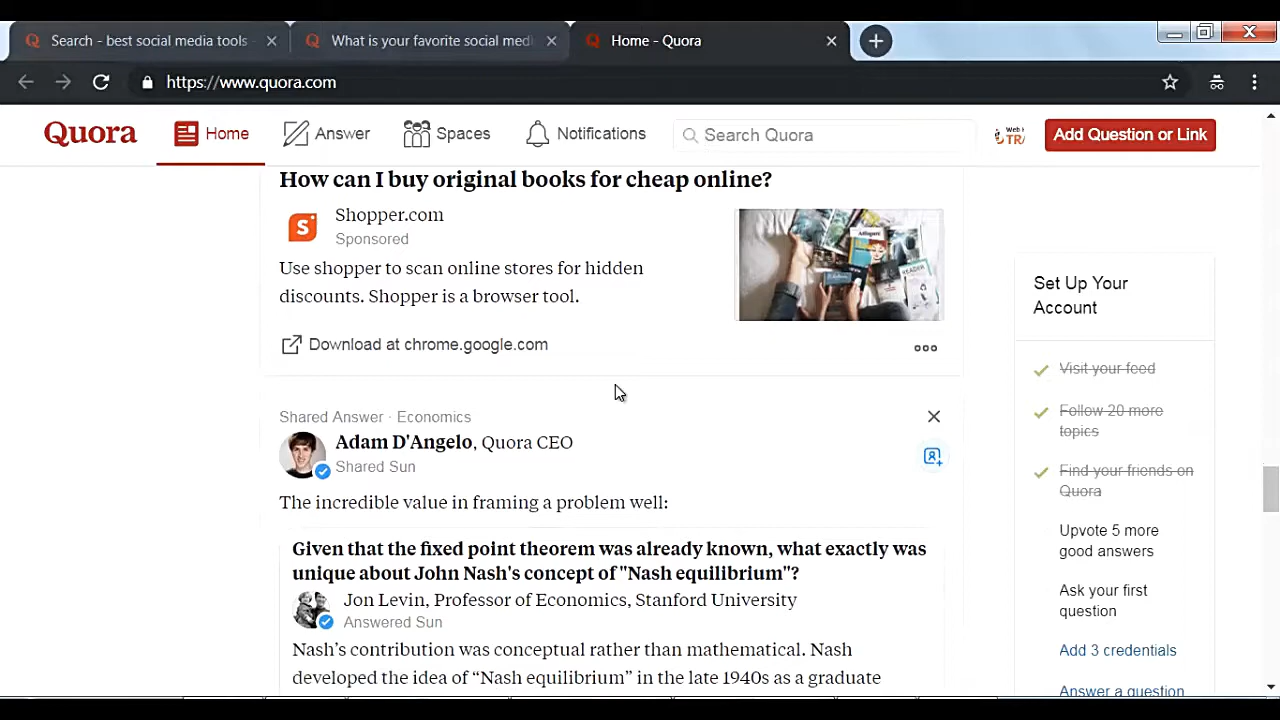 Search - best social media tools
What is your favorite social med
Home - Quora
https://www.quora.com
Quora
Home
Answer
Spaces
Notifications
Search Quora
Web
TRA
Add Question or Link
How can I buy original books for cheap online?
Shopper.com
Sponsored
Use shopper to scan online stores for hidden
discounts. Shopper is a browser tool.
Download at chrome.google.com
Shared Answer · Economics
Adam D'Angelo, Quora CEO
Shared Sun
The incredible value in framing a problem well:
Given that the fixed point theorem was already known, what exactly was
unique about John Nash's concept of "Nash equilibrium"?
Jon Levin, Professor of Economics, Stanford University
Answered Sun
Nash's contribution was conceptual rather than mathematical. Nash
developed the idea of “Nash equilibrium” in the late 1940s as a graduate
Set Up Your
Account
Visit your feed
Follow 20 more
topics
Find your friends on
Quora
Upvote 5 more
good answers
Ask your first
question
Add 3 credentials
Answer a question